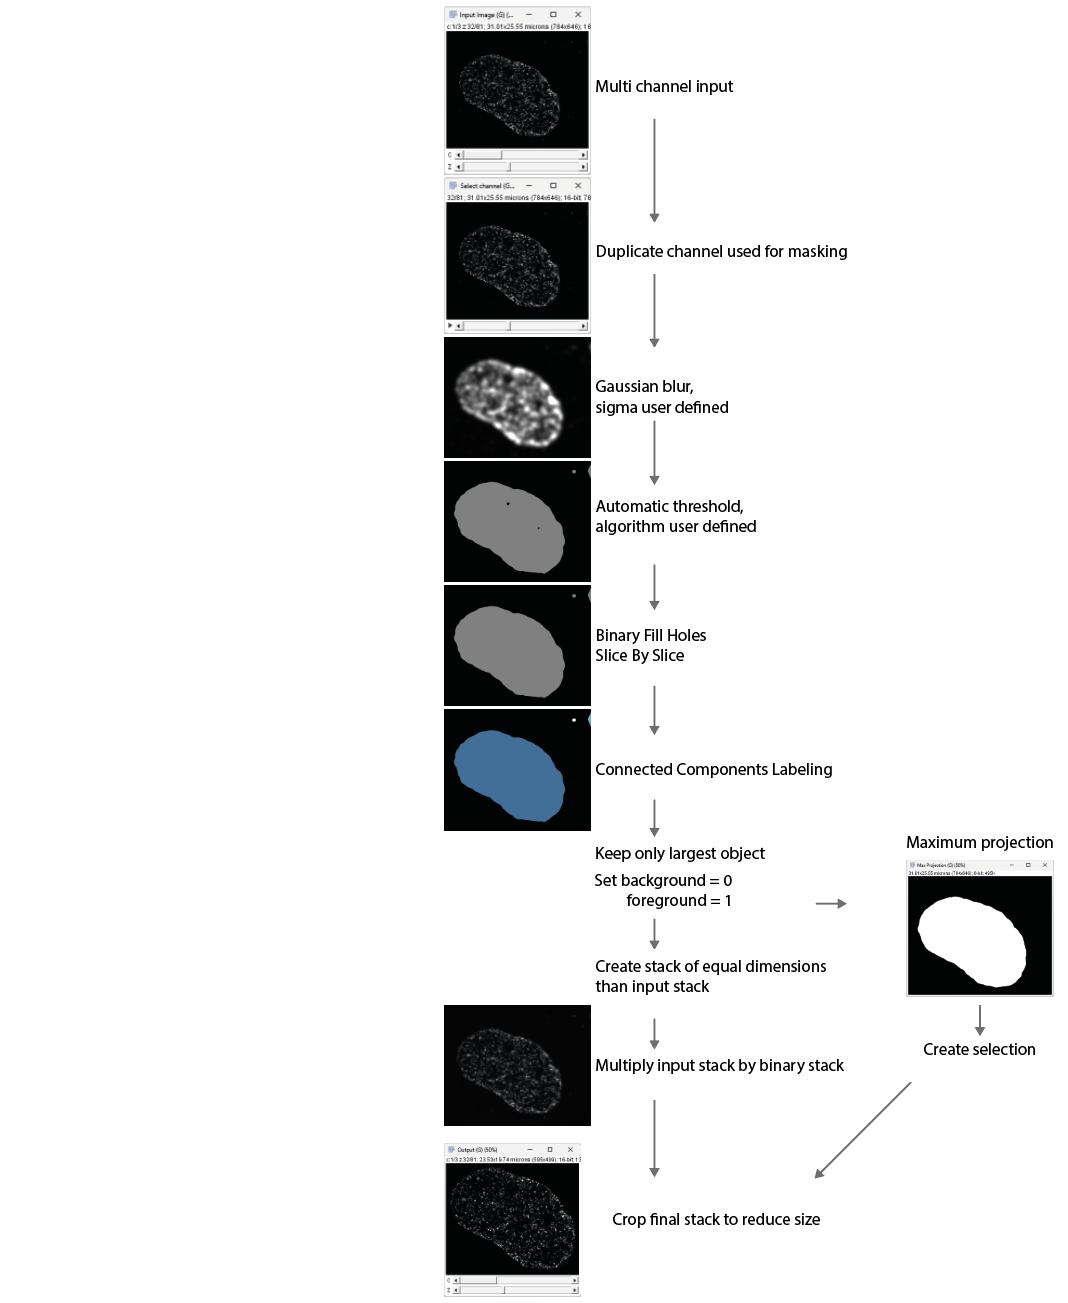 Input Image (G) (...
c:1/3 z:32/81; 31.01x25.55 microns (784x646); 16
Multi channel input
c
z
Select channel (G...
32/81; 31.01x25.55 microns (784x646); 16-bit; 78
Duplicate channel used for masking
Gaussian blur,
sigma user defined
Automatic threshold,
algorithm user defined
Binary Fill Holes
Slice By Slice
Connected Components Labeling
Keep only largest object
Set background = 0
foreground = 1
Maximum projection
Max Projection (G) (50%)
31.01x25.55 microns (784x646); 8-bit; 495K
Create stack of equal dimensions
than input stack
Create selection
Multiply input stack by binary stack
Output (G) (50%)
c:1/3 z:32/81; 23.53x19.74 microns (595x499); 16-bit; 13
Crop final stack to reduce size
c
z